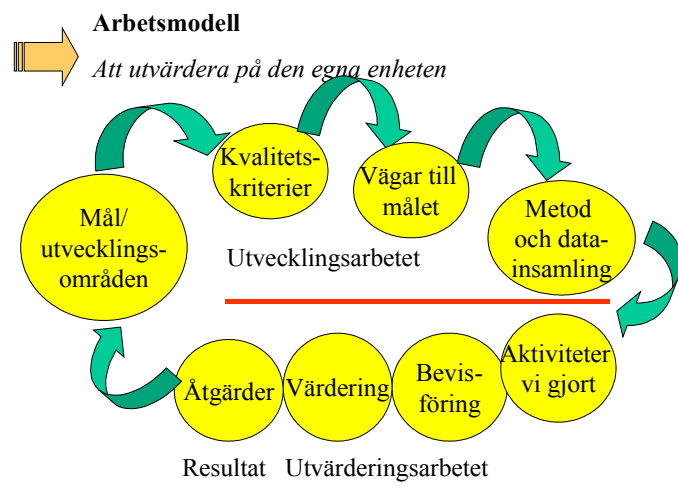 Arbetsmodell
Att utvärdera på den egna enheten
Kvalitets-
kriterier
Vägar till
målet
Metod
och data-
insamling
Mål/
utvecklings-
områden
Utvecklingsarbetet
Åtgärder
Värdering
Bevis-
föring
Aktiviteter
vi gjort
Resultat Utvärderingsarbetet